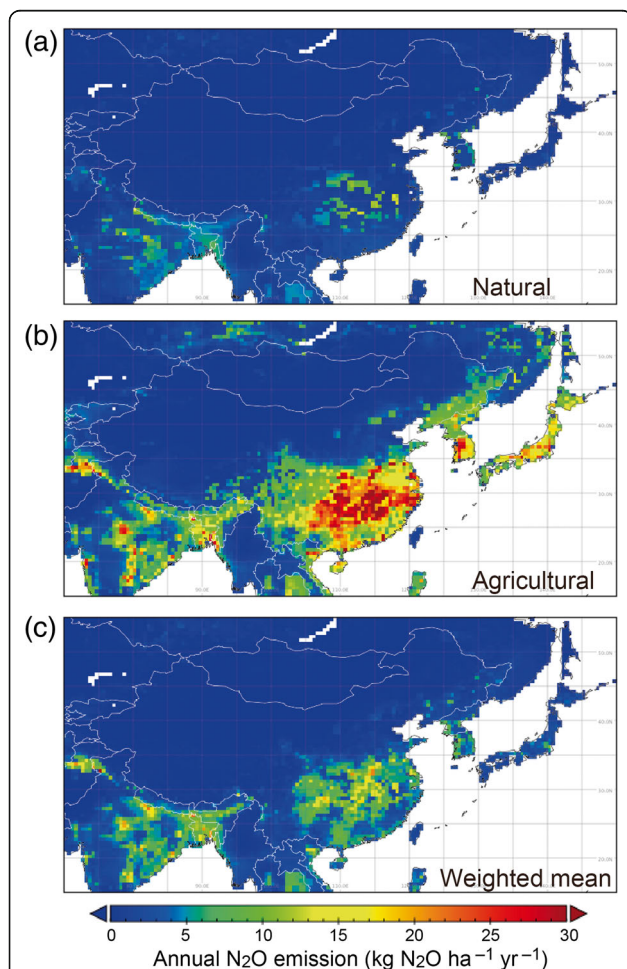 (a)
Natural
(b)
Agricultural
(c)
Weighted mean
0 5 10 15 20 25 30
Annual N₂O emission (kg N₂O ha⁻¹ yr⁻¹)